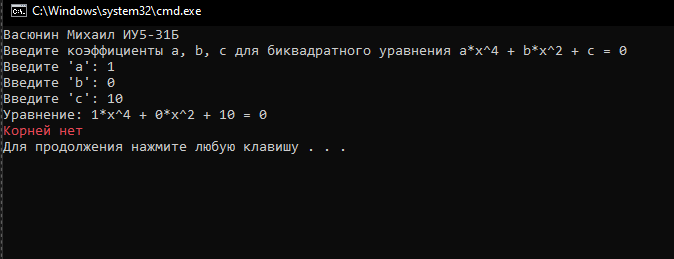 C:\Windows\system32\cmd.exe
Васюнин Михаил ИУ5-31Б
Введите коэффициенты a, b, c для биквадратного уравнения a*x^4 + b*x^2 + c = 0
Введите 'a': 1
Введите 'b': 0
Введите 'c': 10
Уравнение: 1*x^4 + 0*x^2 + 10 = 0
Корней нет
Для продолжения нажмите любую клавишу . . .